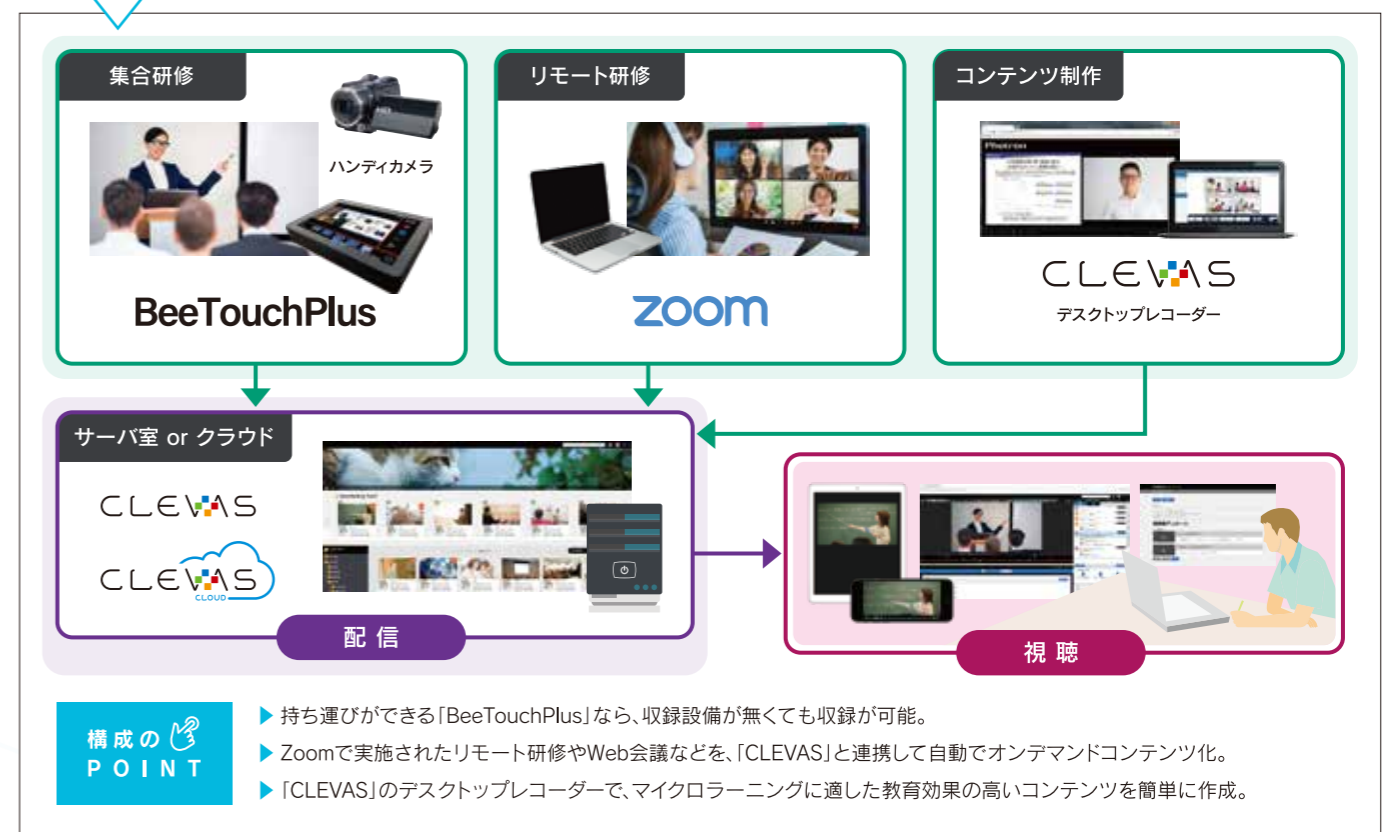 集合研修
ハンディカメラ
BeeTouchPlus
リモート研修
zoom
コンテンツ制作
Photron
CLEVAS
デスクトップレコーダー
サーバ室 or クラウド
CLEVAS
CLEVAS
CLOUD
配信
視聴
構成の
POINT
▶ 持ち運びができる「BeeTouchPlus」なら、収録設備が無くても収録が可能。
▶ Zoomで実施されたリモート研修やWeb会議などを、「CLEVAS」と連携して自動でオンデマンドコンテンツ化。
▶ 「CLEVAS」のデスクトップレコーダーで、マイクロラーニングに適した教育効果の高いコンテンツを簡単に作成。